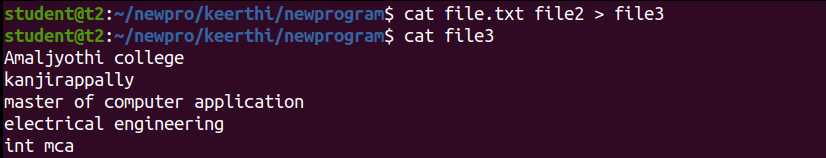 student@t2:~/newpro/keerthi/newprogram$ cat file.txt file2 > file3
student@t2:~/newpro/keerthi/newprogram$ cat file3
Amaljyothi college
kanjirappally
master of computer application
electrical engineering
int mca